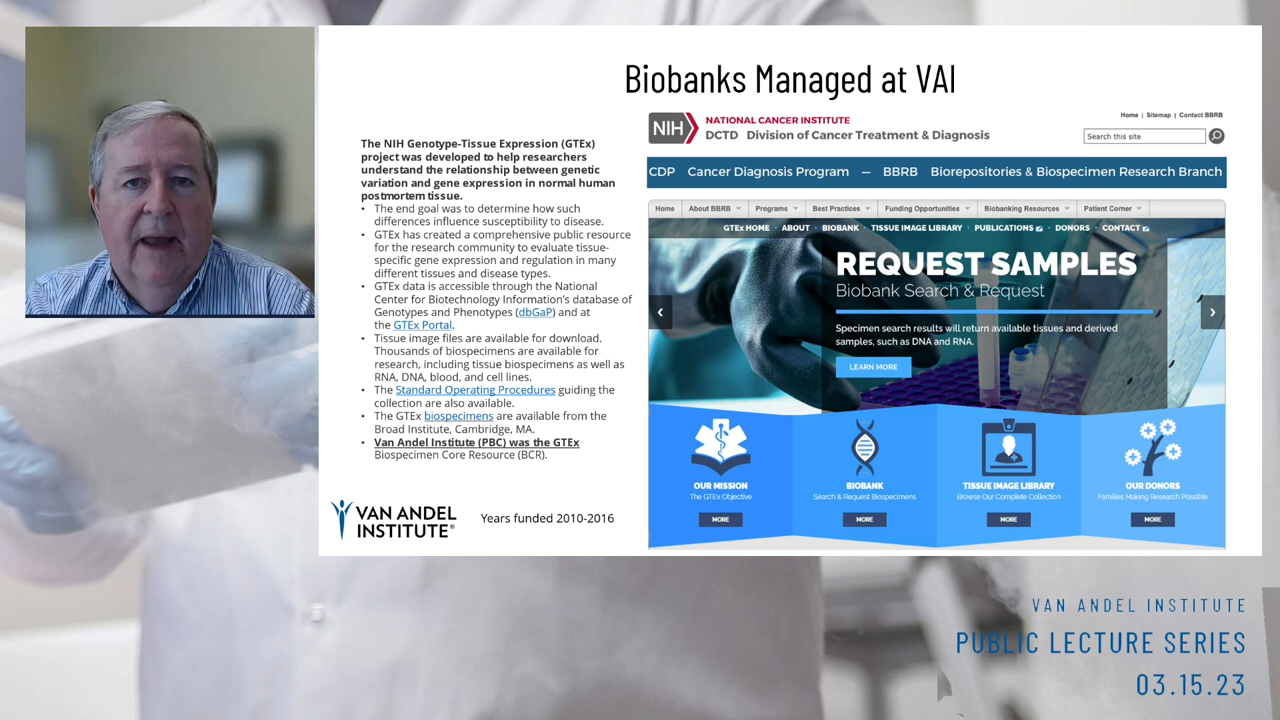 Biobanks Managed at VAI
The NIH Genotype-Tissue Expression (GTEx)
project was developed to help researchers
understand the relationship between genetic
variation and gene expression in normal human
postmortem tissue.
• The end goal was to determine how such
differences influence susceptibility to disease.
• GTEx has created a comprehensive public resource
for the research community to evaluate tissue-
specific gene expression and regulation in many
different tissues and disease types.
• GTEx data is accessible through the National
Center for Biotechnology Information's database of
Genotypes and Phenotypes (dbGaP) and at
the GTEx Portal.
• Tissue image files are available for download.
Thousands of biospecimens are available for
research, including tissue biospecimens as well as
RNA, DNA, blood, and cell lines.
• The Standard Operating Procedures guiding the
collection are also available.
• The GTEx biospecimens are available from the
Broad Institute, Cambridge, MA.
• Van Andel Institute (PBC) was the GTEx
Biospecimen Core Resource (BCR).
VAN ANDEL
INSTITUTE®
Years funded 2010-2016
NIH
NATIONAL CANCER INSTITUTE
DCTD Division of Cancer Treatment & Diagnosis
Home | Sitemap | Contact BBRB
Search this site
CDP Cancer Diagnosis Program — BBRB Biorepositories & Biospecimen Research Branch
Home About BBRB Programs Best Practices Funding Opportunities Biobanking Resources Patient Corner
GTEx HOME · ABOUT · BIOBANK · TISSUE IMAGE LIBRARY · PUBLICATIONS · DONORS · CONTACT
REQUEST SAMPLES
Biobank Search & Request
Specimen search results will return available tissues and derived
samples, such as DNA and RNA.
LEARN MORE
OUR MISSION
The GTEx Objective
MORE
BIOBANK
Search & Request Biospecimens
MORE
TISSUE IMAGE LIBRARY
Browse Our Complete Collection
MORE
OUR DONORS
Families Making Research Possible
MORE
VAN ANDEL INSTITUTE
PUBLIC LECTURE SERIES
03.15.23